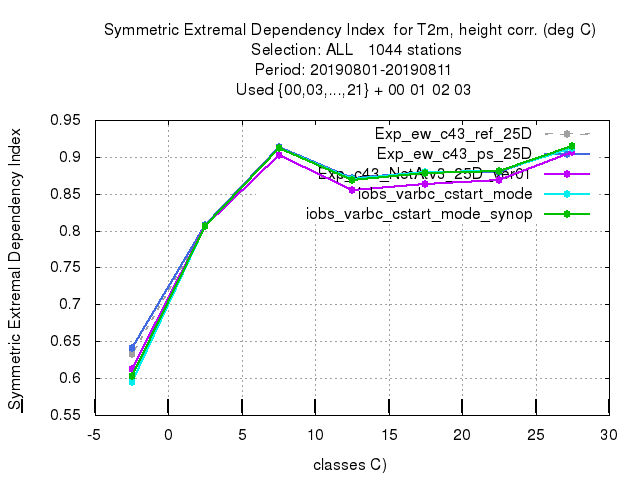 Symmetric Extremal Dependency Index  for T2m, height corr. (deg C)
Selection: ALL   1044 stations
Period: 20190801-20190811
Used {00,03,...,21} + 00 01 02 03
Symmetric Extremal Dependency Index
0.95
0.9
0.85
0.8
0.75
0.7
0.65
0.6
0.55
Exp_ew_c43_ref_25D
Exp_ew_c43_ps_25D
iobs_varbc_cstart_mode
iobs_varbc_cstart_mode_synop
-5 0 5 10 15 20 25 30
classes C)